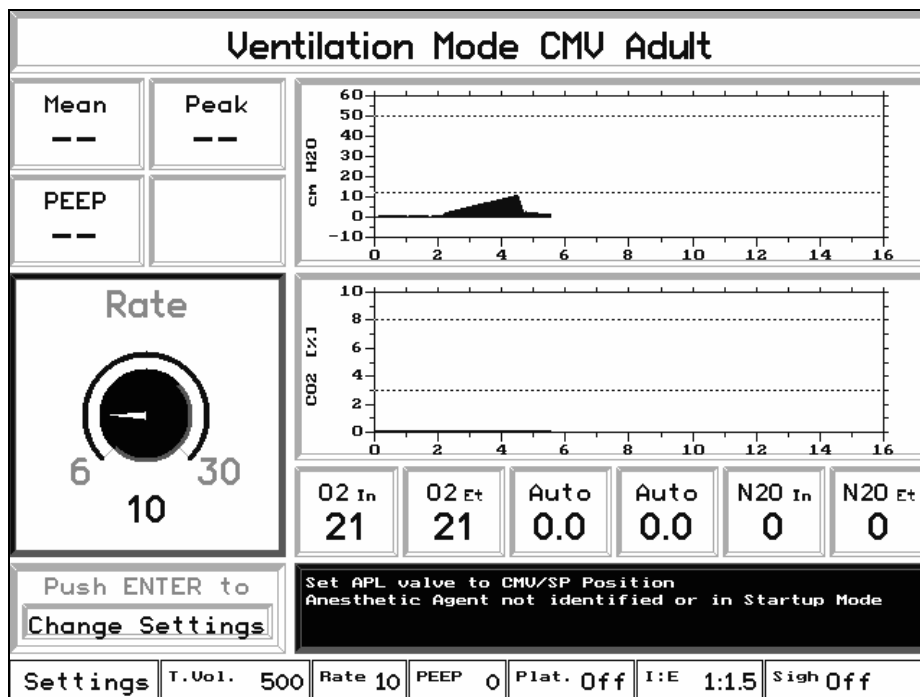 Ventilation Mode CMV Adult
Mean
--
Peak
--
PEEP
--
Rate
6
30
10
Push ENTER to
Change Settings
cm H2O
60
50
40
30
20
10
0
-10
0 2 4 6 8 10 12 14 16
CO2 [%]
10
8
6
4
2
0
0 2 4 6 8 10 12 14 16
O2 In
21
O2 Et
21
Auto
0.0
Auto
0.0
N2O In
0
N2O Et
0
Set APL valve to CMV/SP Position
Anesthetic Agent not identified or in Startup Mode
Settings T.Vol. 500 Rate 10 PEEP 0 Plat. Off I:E 1:1.5 Sigh Off